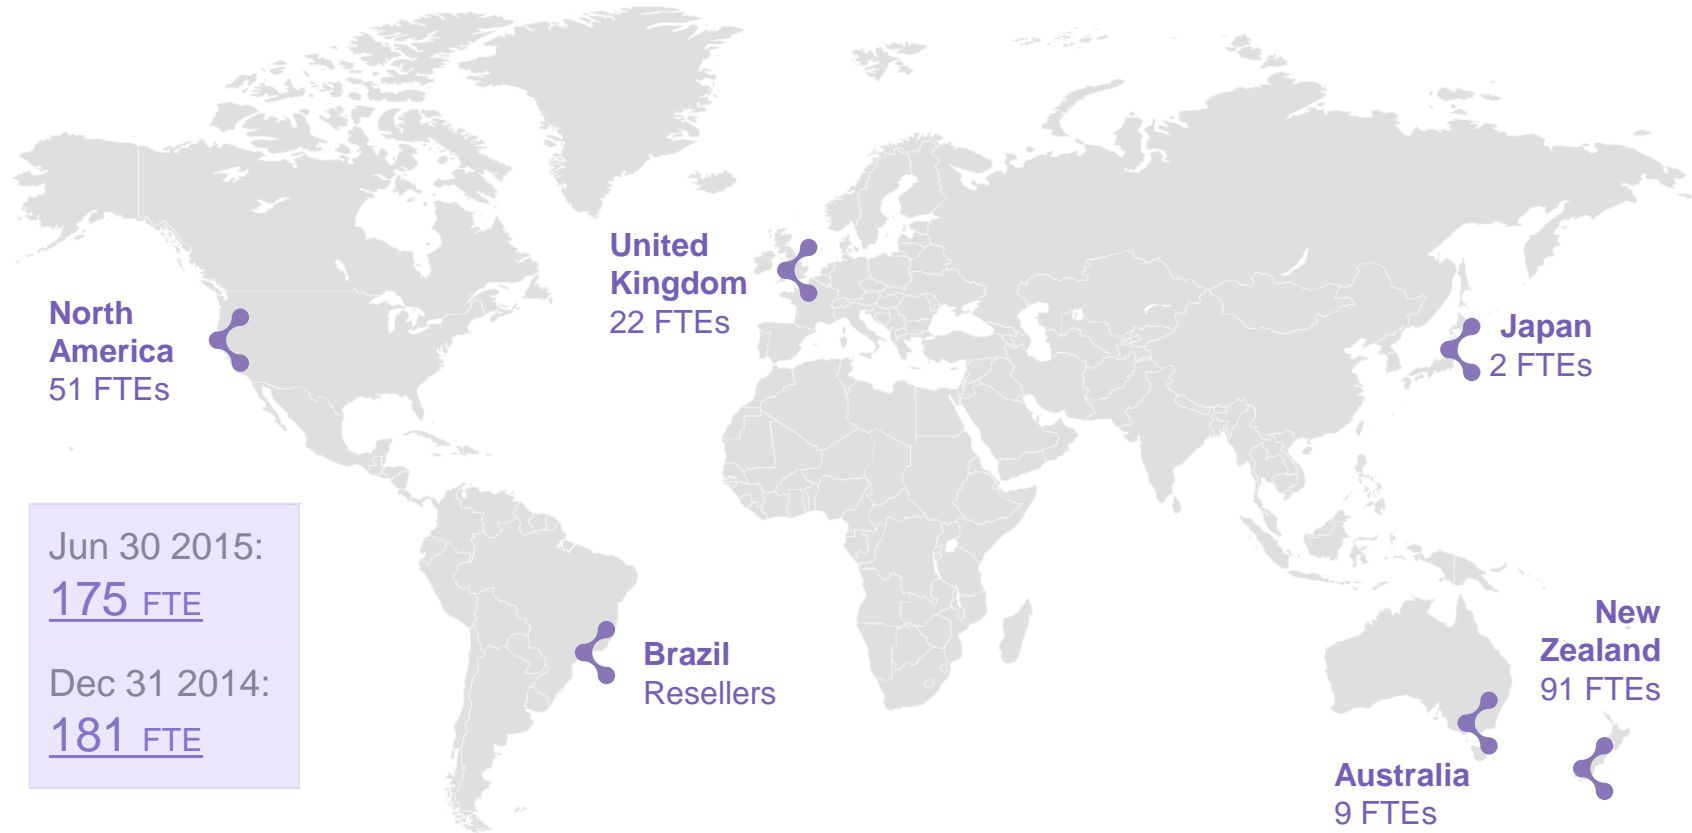 United
Kingdom
22 FTEs
North
America
51 FTEs
Japan
2 FTEs
Jun 30 2015:
175 FTE
Dec 31 2014:
181 FTE
Brazil
Resellers
New
Zealand
91 FTEs
Australia
9 FTEs